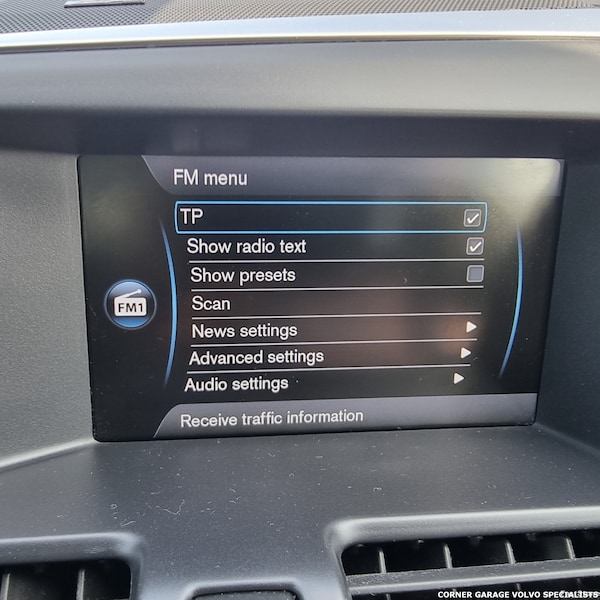 FM menu
TP
Show radio text
Show presets
FM1
Scan
News settings
Advanced settings
Audio settings
Receive traffic information
CORNER GARAGE VOLVO SPECIALISTS